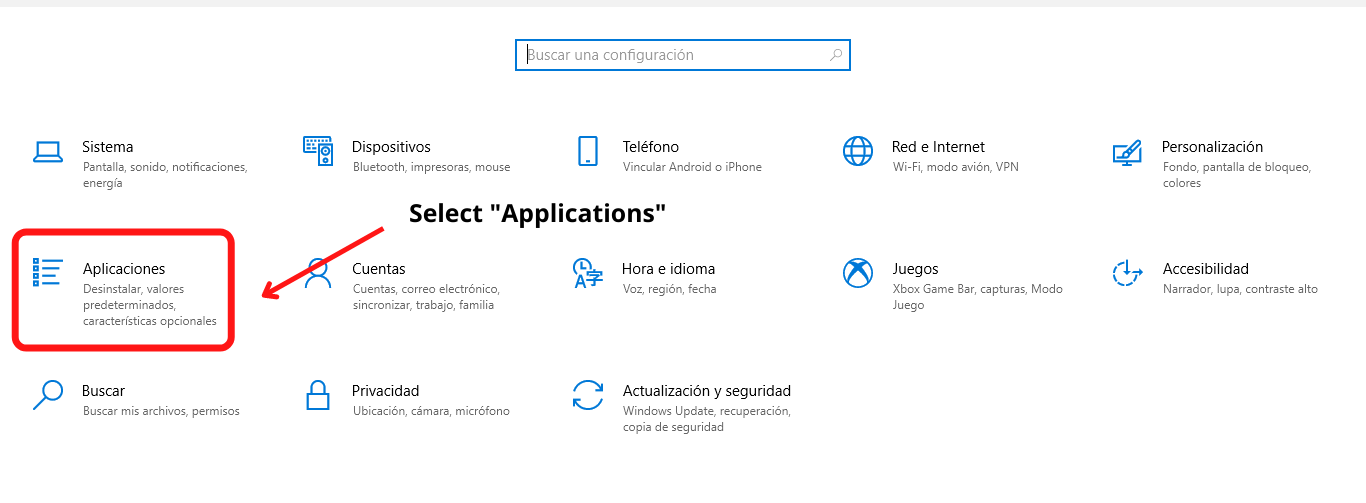 Buscar una configuración
Sistema
Pantalla, sonido, notificaciones,
energía
Dispositivos
Bluetooth, impresoras, mouse
Teléfono
Vincular Android o iPhone
Red e Internet
Wi-Fi, modo avión, VPN
Personalización
Fondo, pantalla de bloqueo,
colores
Select "Applications"
Aplicaciones
Desinstalar, valores
predeterminados,
características opcionales
Cuentas
Cuentas, correo electrónico,
sincronizar, trabajo, familia
Hora e idioma
Voz, región, fecha
Juegos
Xbox Game Bar, capturas, Modo
Juego
Accesibilidad
Narrador, lupa, contraste alto
Buscar
Buscar mis archivos, permisos
Privacidad
Ubicación, cámara, micrófono
Actualización y seguridad
Windows Update, recuperación,
copia de seguridad